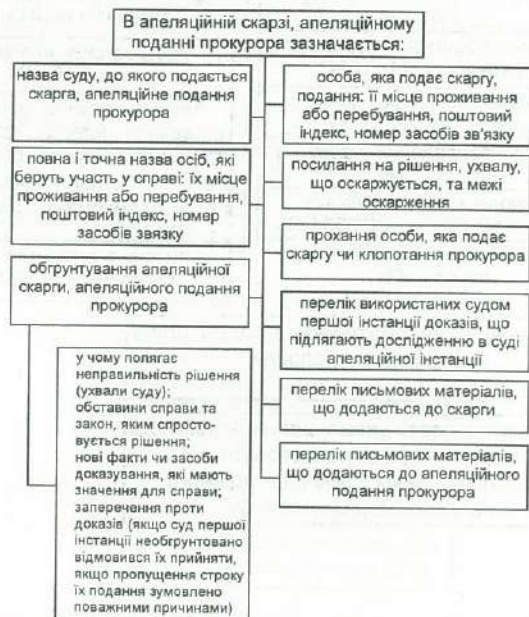 В апеляційній скарзі, апеляційному
поданні прокурора зазначається:
назва суду, до якого подається
скарга, апеляційне подання
прокурора
особа, яка подає скаргу,
подання: її місце проживання
або перебування, поштовий
індекс, номер засобів зв'язку
повна і точна назва осіб, які
беруть участь у справі: їх місце
проживання або перебування,
поштовий індекс, номер
засобів звязку
посилання на рішення, ухвалу,
що оскаржується, та межі
оскарження
обгрунтування апеляційної
скарги, апеляційного подання
прокурора
прохання особи, яка подає
скаргу чи клопотання прокурора
перелік використаних судом
першої інстанції доказів, що
підлягають дослідженню в суді
апеляційної інстанції
у чому полягає
неправильність рішення
(ухвали суду);
обставини справи та
закон, яким спросто-
вується рішення;
нові факти чи засоби
доказування, які мають
значення для справи;
заперечення проти
доказів (якщо суд першої
інстанції необгрунтовано
відмовився їх прийняти,
якщо пропущення строку
їх подання зумовлено
поважними причинами)
перелік письмових матеріалів,
що додаються до скарги
перелік письмових матеріалів,
що додаються до апеляційного
подання прокурора